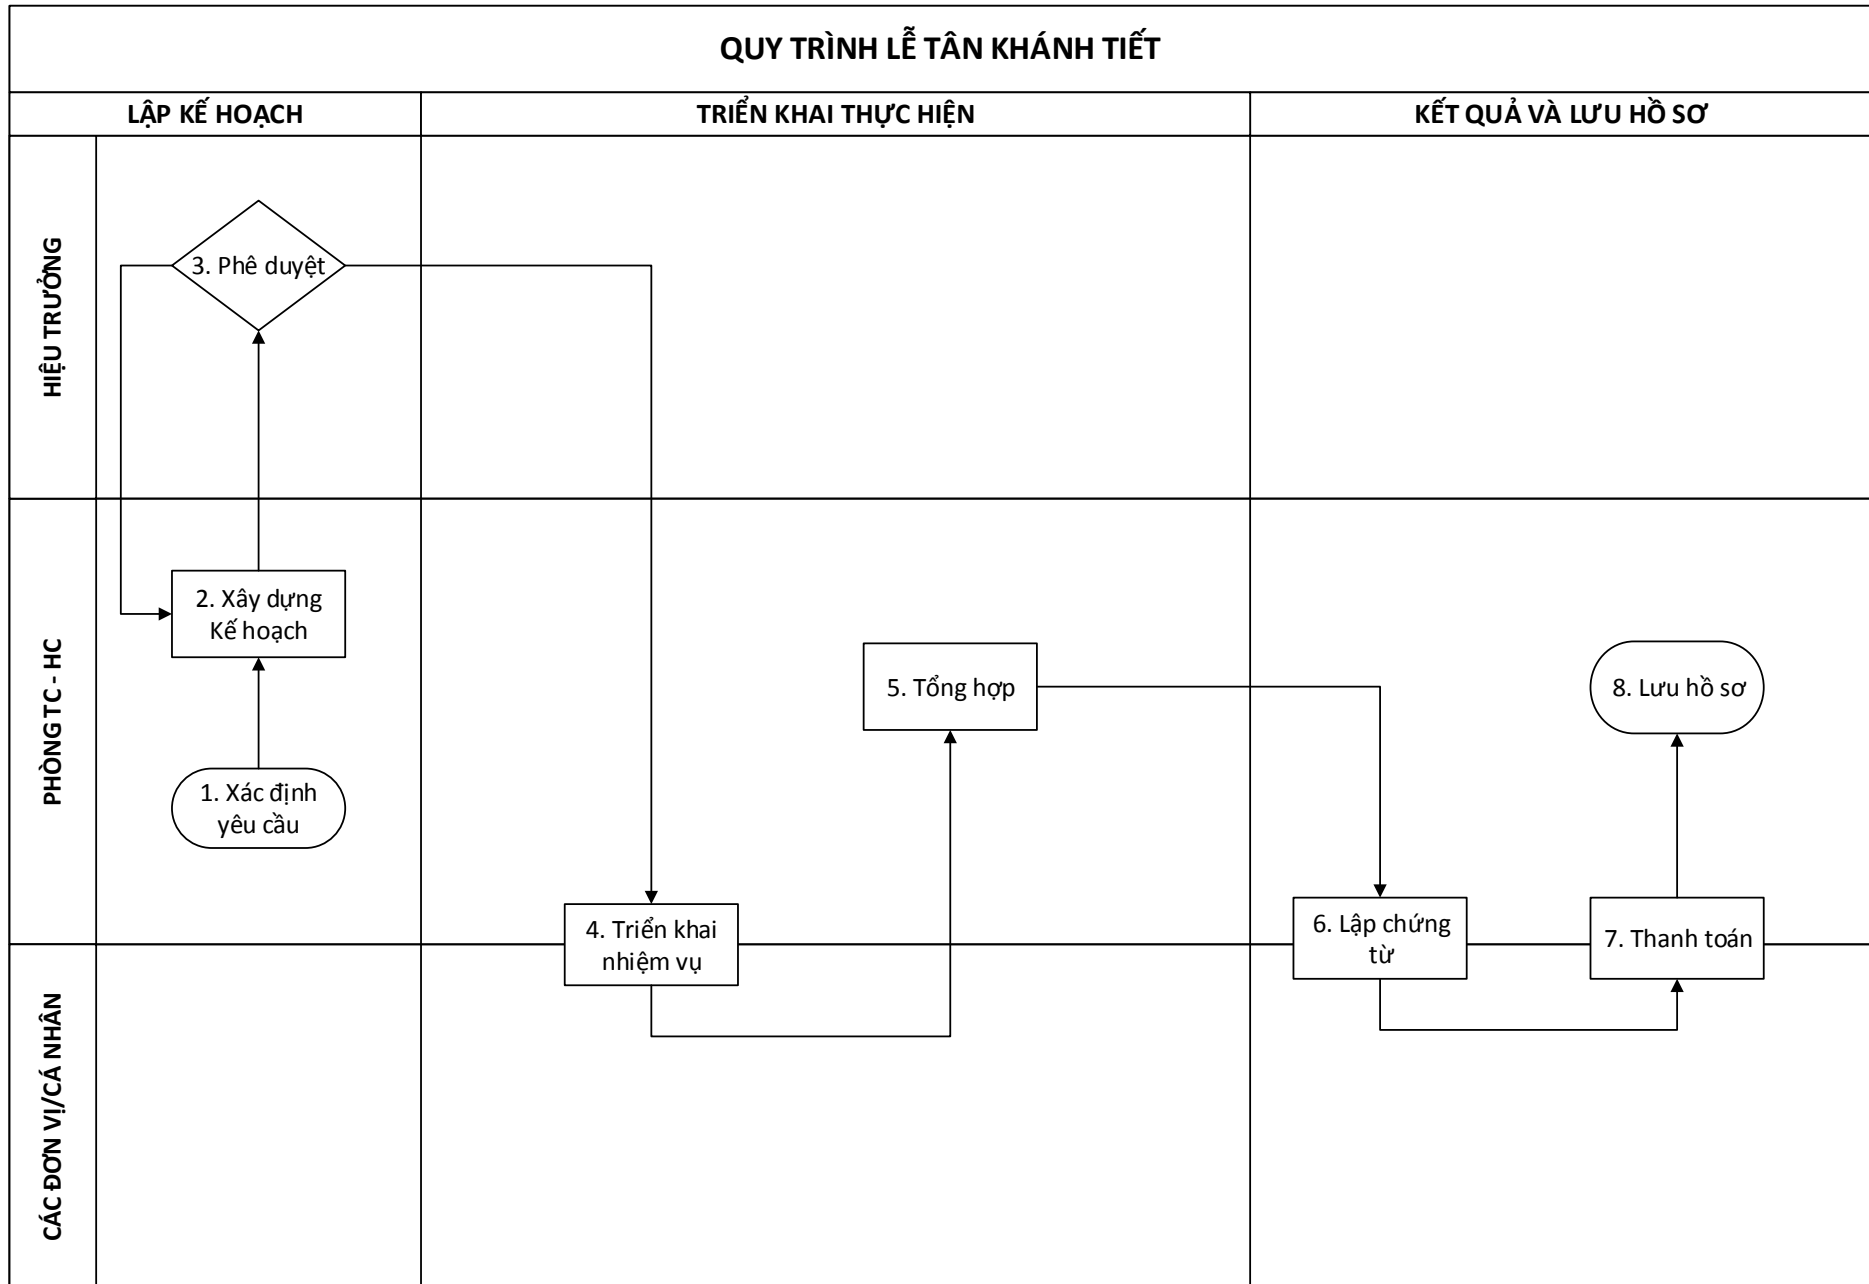 QUY TRÌNH LỄ TÂN KHÁNH TIẾT
LẬP KẾ HOẠCH
TRIỂN KHAI THỰC HIỆN
KẾT QUẢ VÀ LƯU HỒ SƠ
HIỆU TRƯỞNG
3. Phê duyệt
PHÒNG TC - HC
2. Xây dựng
Kế hoạch
5. Tổng hợp
8. Lưu hồ sơ
1. Xác định
yêu cầu
4. Triển khai
nhiệm vụ
6. Lập chứng
từ
7. Thanh toán
CÁC ĐƠN VỊ/CÁ NHÂN